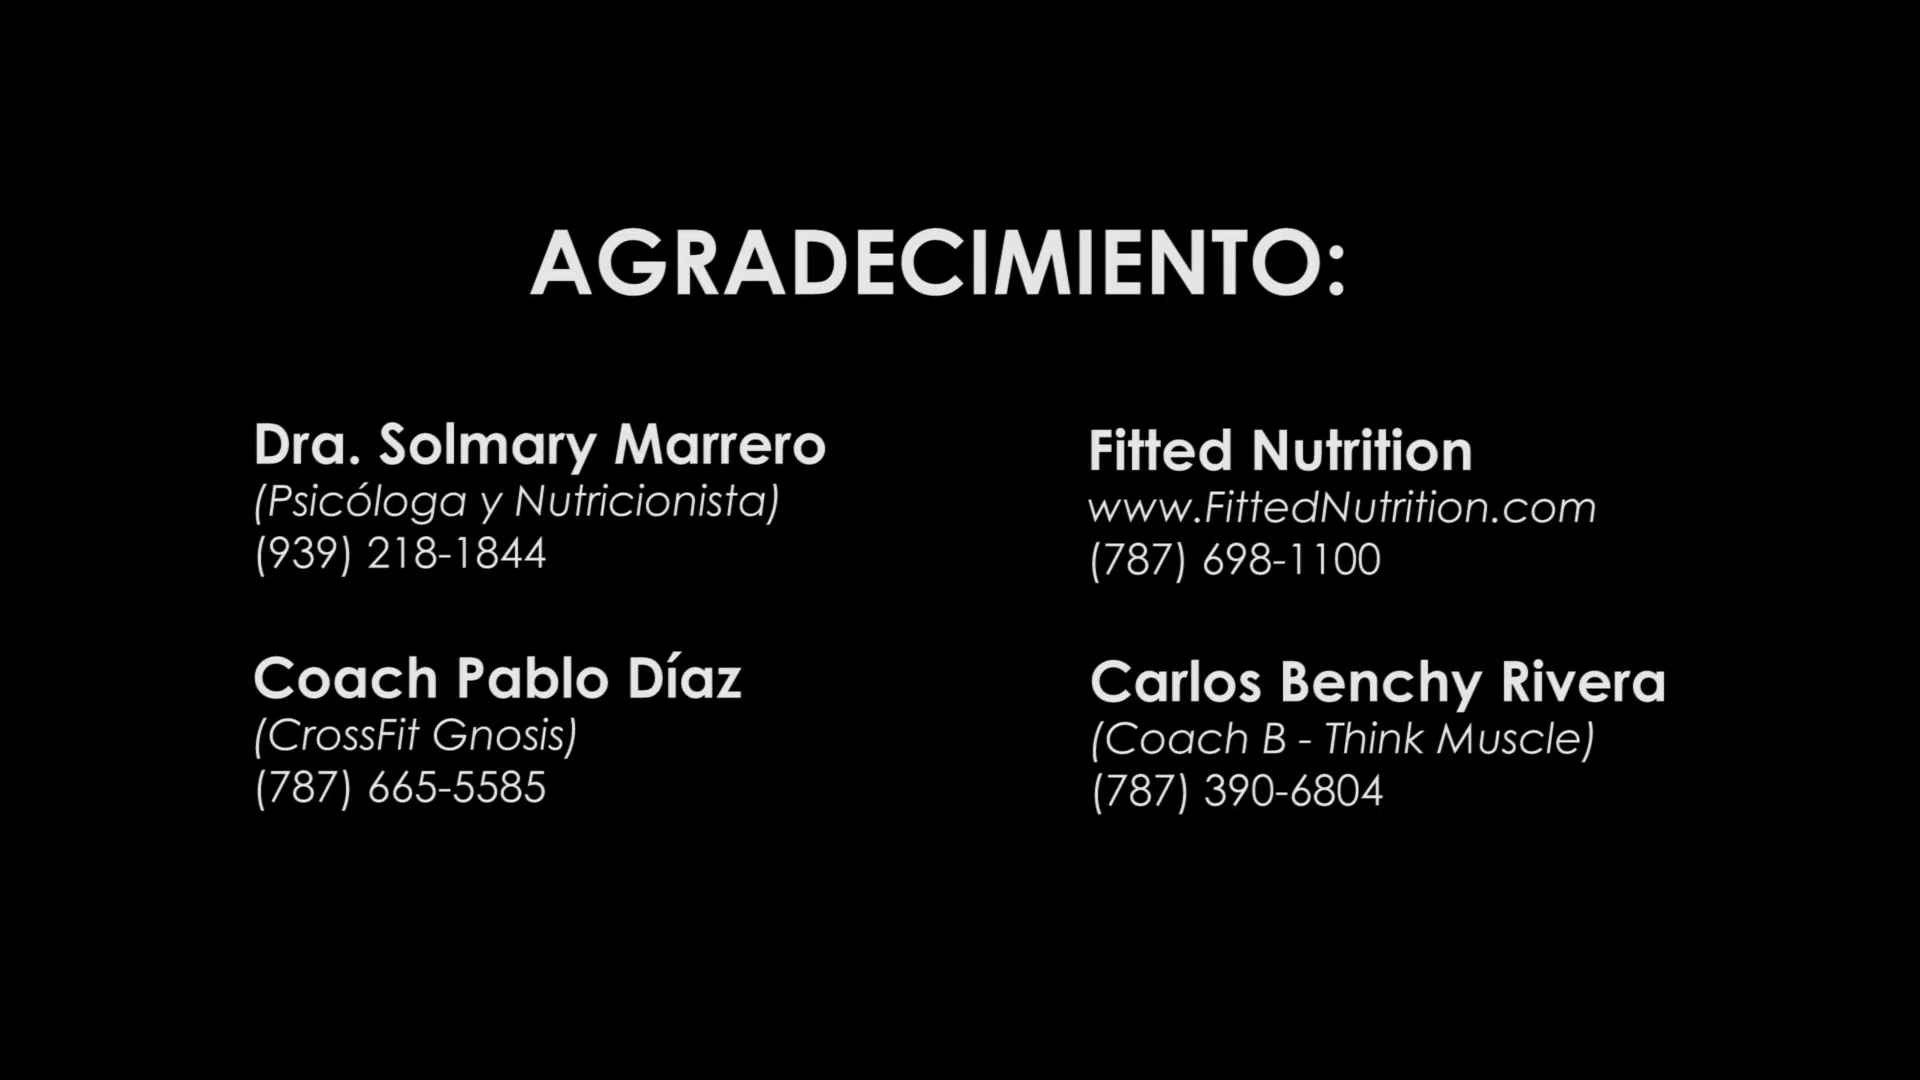 AGRADECIMIENTO:
Dra. Solmary Marrero
(Psicóloga y Nutricionista)
(939) 218-1844
Fitted Nutrition
www.FittedNutrition.com
(787) 698-1100
Coach Pablo Díaz
(CrossFit Gnosis)
(787) 665-5585
Carlos Benchy Rivera
(Coach B - Think Muscle)
(787) 390-6804